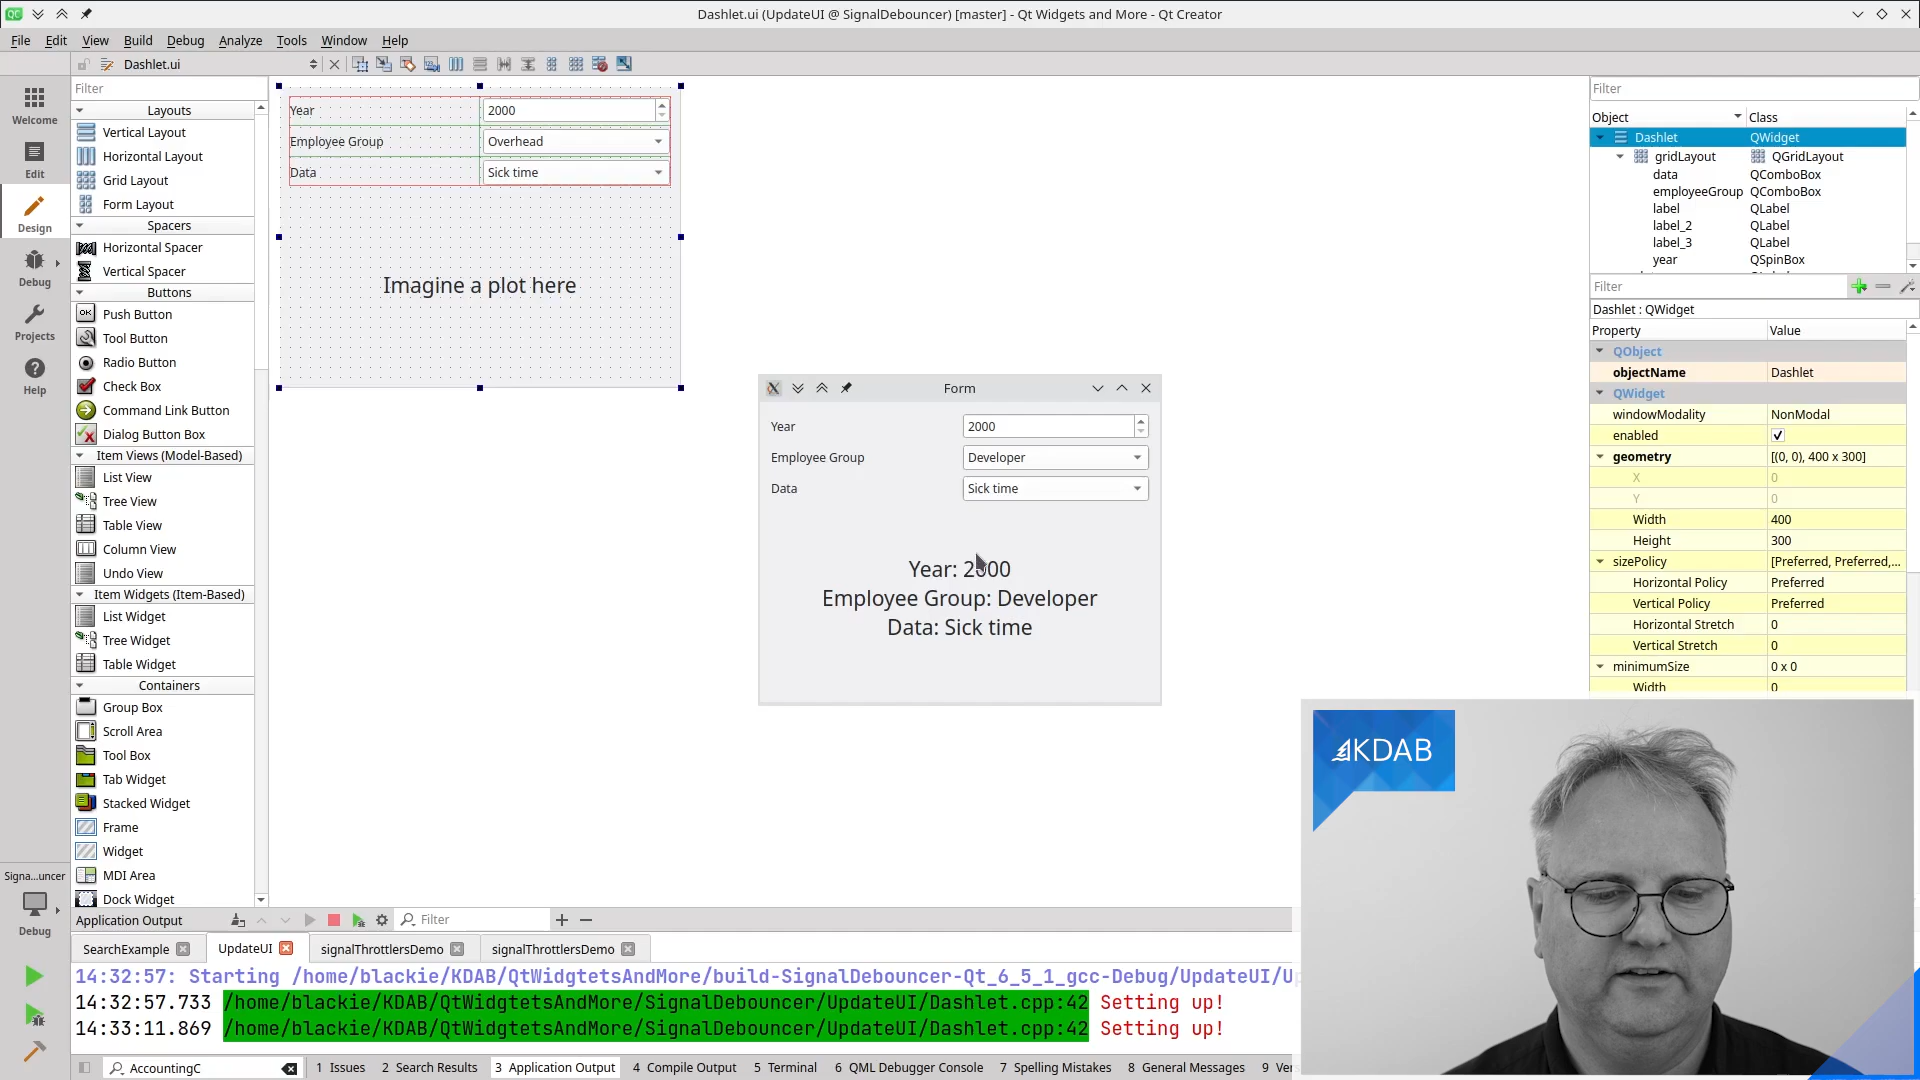 Dashlet.ui (UpdateUI @ SignalDebouncer) [master] - Qt Widgets and More - Qt Creator
File Edit View Build Debug Analyze Tools Window Help
Dashlet.ui
Welcome
Edit
Design
Debug
Projects
Help
Signa...uncer
Debug
Filter
Layouts
Vertical Layout
Horizontal Layout
Grid Layout
Form Layout
Spacers
Horizontal Spacer
Vertical Spacer
Buttons
Push Button
Tool Button
Radio Button
Check Box
Command Link Button
Dialog Button Box
Item Views (Model-Based)
List View
Tree View
Table View
Column View
Undo View
Item Widgets (Item-Based)
List Widget
Tree Widget
Table Widget
Containers
Group Box
Scroll Area
Tool Box
Tab Widget
Stacked Widget
Frame
Widget
MDI Area
Dock Widget
Year 2000
Employee Group Overhead
Data Sick time
Imagine a plot here
Form
Year 2000
Employee Group Developer
Data Sick time
Year: 2000
Employee Group: Developer
Data: Sick time
Filter
Object Class
Dashlet QWidget
gridLayout QGridLayout
data QComboBox
employeeGroup QComboBox
label QLabel
label_2 QLabel
label_3 QLabel
year QSpinBox
Filter
Dashlet : QWidget
Property Value
QObject
objectName Dashlet
QWidget
windowModality NonModal
enabled
geometry [(0, 0), 400 x 300]
X 0
Y 0
Width 400
Height 300
sizePolicy [Preferred, Preferred,...
Horizontal Policy Preferred
Vertical Policy Preferred
Horizontal Stretch 0
Vertical Stretch 0
minimumSize 0 x 0
Width 0
KDAB
Application Output Filter
SearchExample UpdateUI signalThrottlersDemo signalThrottlersDemo
14:32:57: Starting /home/blackie/KDAB/QtWidgtetsAndMore/build-SignalDebouncer-Qt_6_5_1_gcc-Debug/UpdateUI/
14:32:57.733 /home/blackie/KDAB/QtWidgtetsAndMore/SignalDebouncer/UpdateUI/Dashlet.cpp:42 Setting up!
14:33:11.869 /home/blackie/KDAB/QtWidgtetsAndMore/SignalDebouncer/UpdateUI/Dashlet.cpp:42 Setting up!
AccountingC 1 Issues 2 Search Results 3 Application Output 4 Compile Output 5 Terminal 6 QML Debugger Console 7 Spelling Mistakes 8 General Messages 9